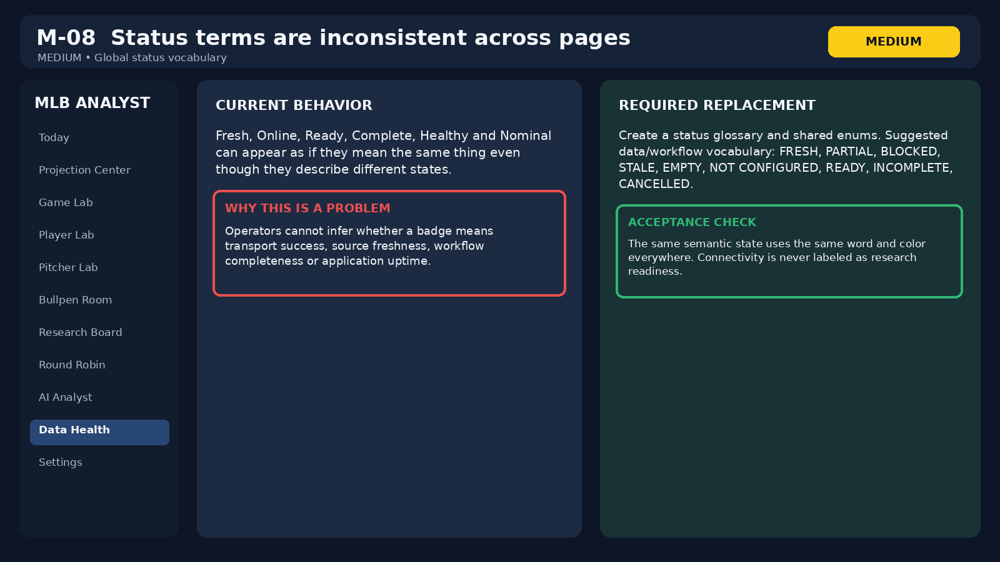 M-08  Status terms are inconsistent across pages
MEDIUM • Global status vocabulary
MEDIUM
MLB ANALYST
Today
Projection Center
Game Lab
Player Lab
Pitcher Lab
Bullpen Room
Research Board
Round Robin
AI Analyst
Data Health
Settings
CURRENT BEHAVIOR
Fresh, Online, Ready, Complete, Healthy and Nominal
can appear as if they mean the same thing even
though they describe different states.
WHY THIS IS A PROBLEM
Operators cannot infer whether a badge means
transport success, source freshness, workflow
completeness or application uptime.
REQUIRED REPLACEMENT
Create a status glossary and shared enums. Suggested
data/workflow vocabulary: FRESH, PARTIAL, BLOCKED,
STALE, EMPTY, NOT CONFIGURED, READY, INCOMPLETE,
CANCELLED.
ACCEPTANCE CHECK
The same semantic state uses the same word and color
everywhere. Connectivity is never labeled as research
readiness.